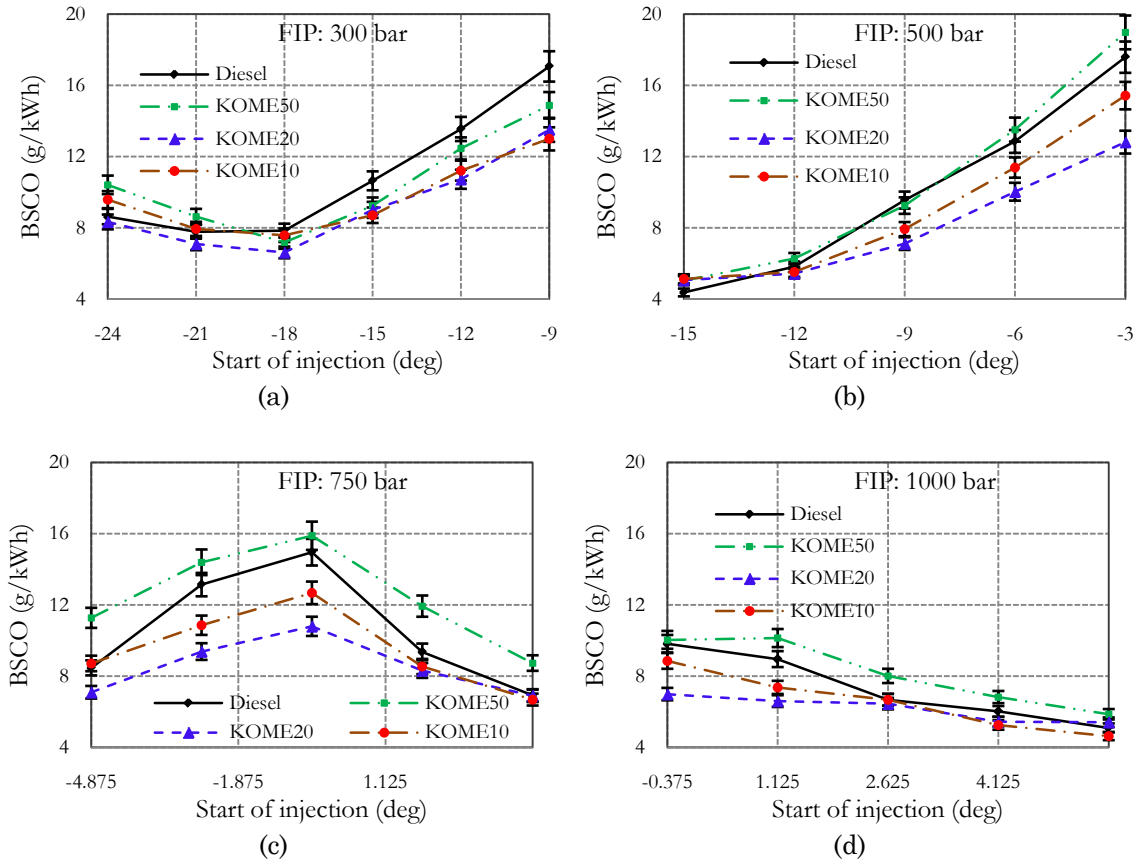 FIP: 300 bar
BSCO (g/kWh)
20
16
12
8
4
Diesel
KOME50
KOME20
KOME10
-24 -21 -18 -15 -12 -9
Start of injection (deg)
(a)
FIP: 500 bar
BSCO (g/kWh)
20
16
12
8
4
Diesel
KOME50
KOME20
KOME10
-15 -12 -9 -6 -3
Start of injection (deg)
(b)
FIP: 750 bar
BSCO (g/kWh)
20
16
12
8
4
Diesel KOME50
KOME20 KOME10
-4.875 -1.875 1.125
Start of injection (deg)
(c)
FIP: 1000 bar
BSCO (g/kWh)
20
16
12
8
4
Diesel
KOME50
KOME20
KOME10
-0.375 1.125 2.625 4.125
Start of injection (deg)
(d)